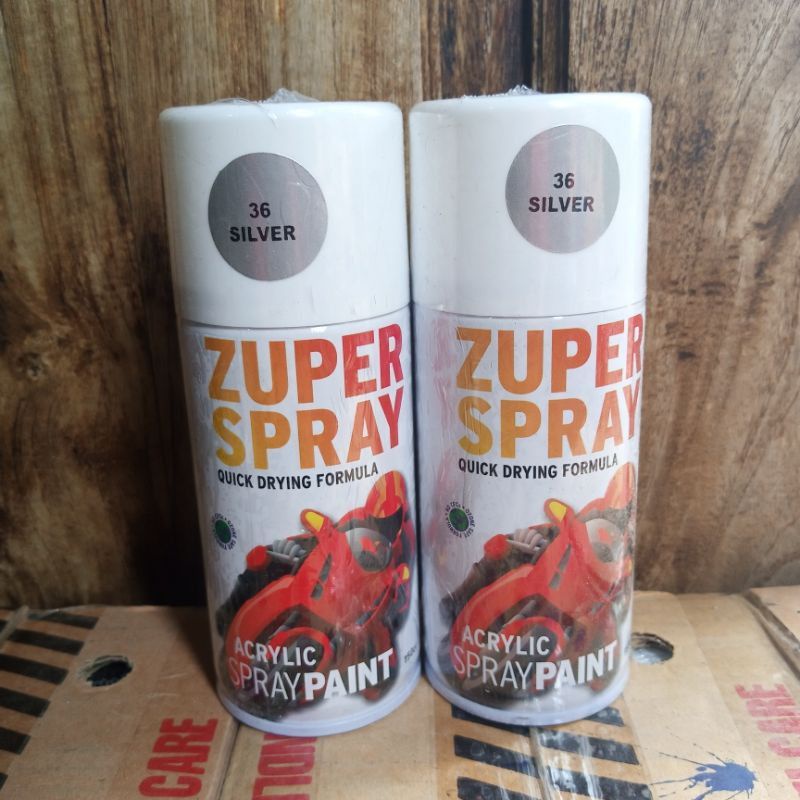 36
SILVER
ZUPER
SPRAY
QUICK DRYING FORMULA
ACRYLIC
SPRAYPAINT
36
SILVER
ZUPER
SPRAY
QUICK DRYING FORMULA
ACRYLIC
SPRAYPAINT
CARE
CARE